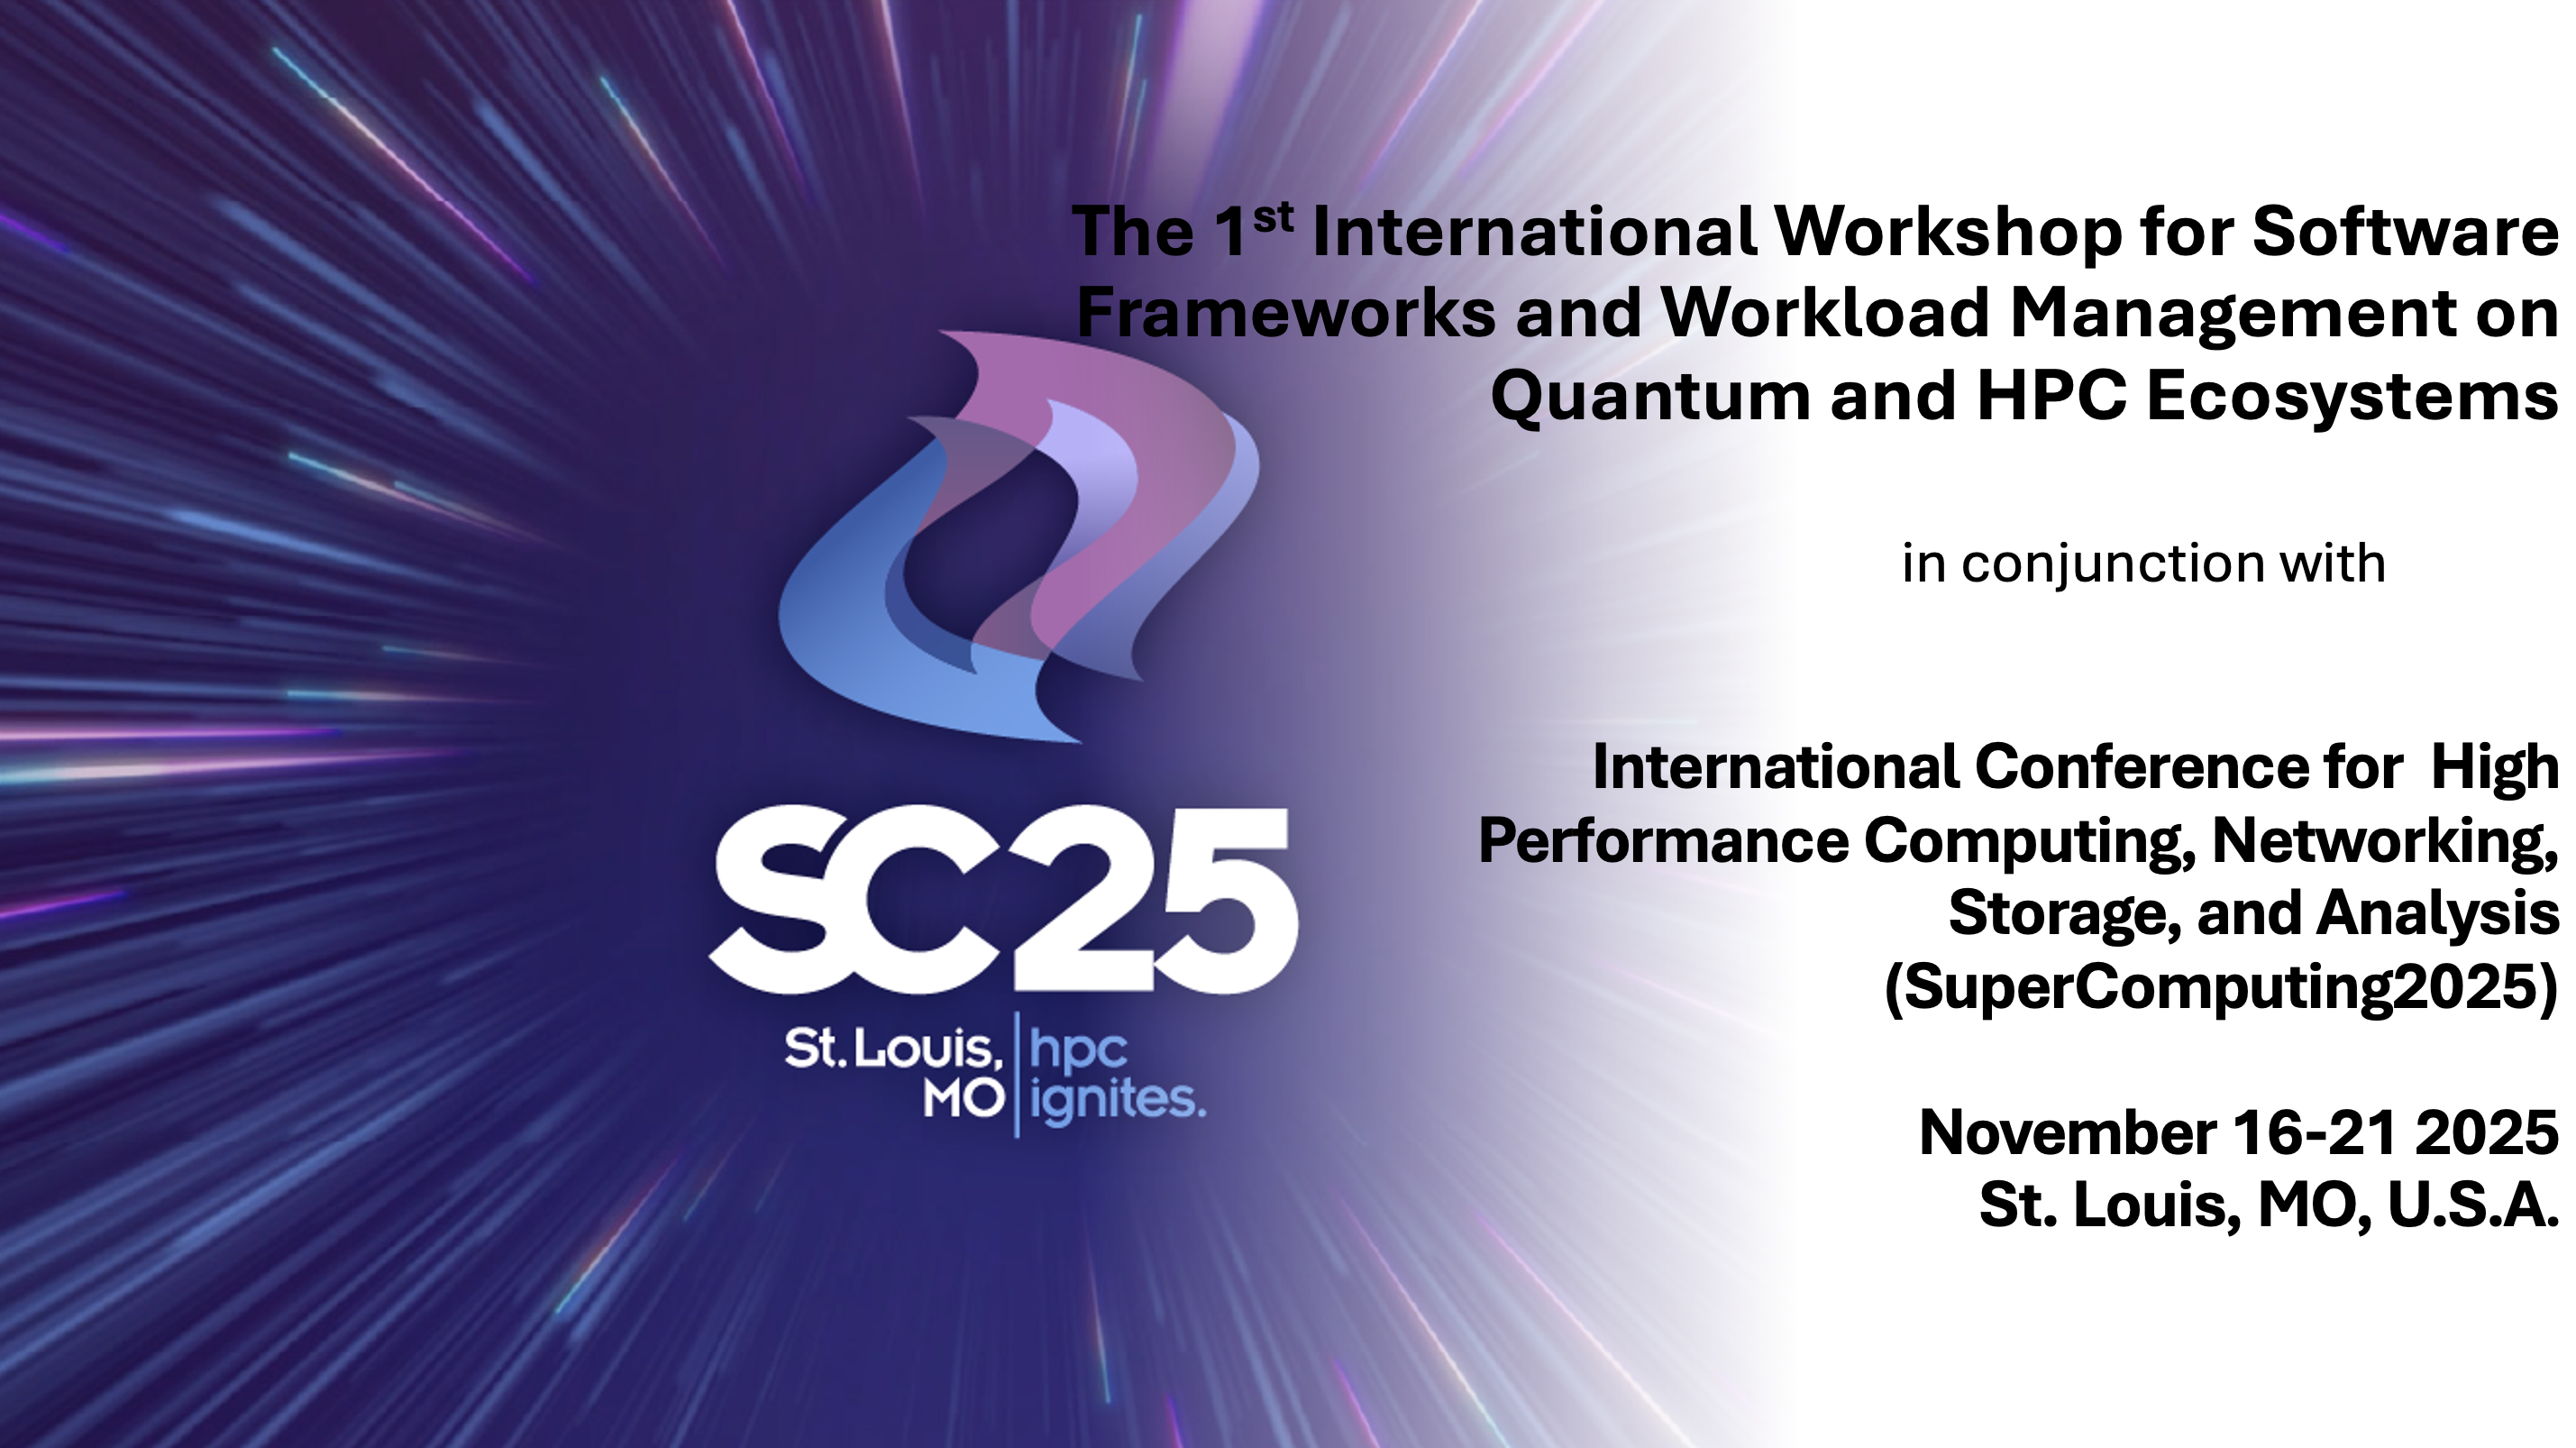 The 1st International Workshop for Software
Frameworks and Workload Management on
Quantum and HPC Ecosystems
in conjunction with
International Conference for  High
Performance Computing, Networking,
Storage, and Analysis
(SuperComputing2025)
November 16-21 2025
St. Louis, MO, U.S.A.
SC25
St. Louis,
MO
hpc
ignites.